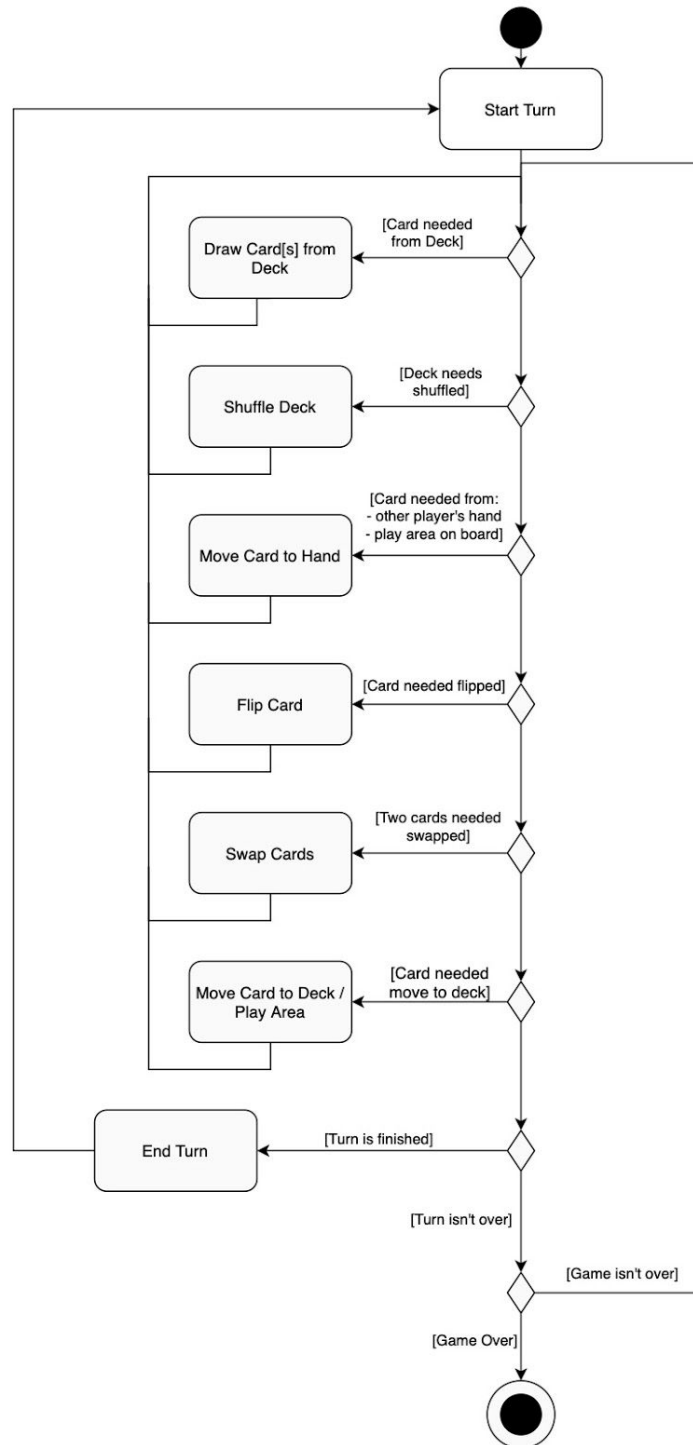 Start Turn
[Card needed
from Deck]
Draw Card[s] from
Deck
[Deck needs
shuffled]
Shuffle Deck
[Card needed from:
- other player's hand
- play area on board]
Move Card to Hand
[Card needed flipped]
Flip Card
[Two cards needed
swapped]
Swap Cards
[Card needed
move to deck]
Move Card to Deck /
Play Area
[Turn is finished]
End Turn
[Turn isn't over]
[Game isn't over]
[Game Over]